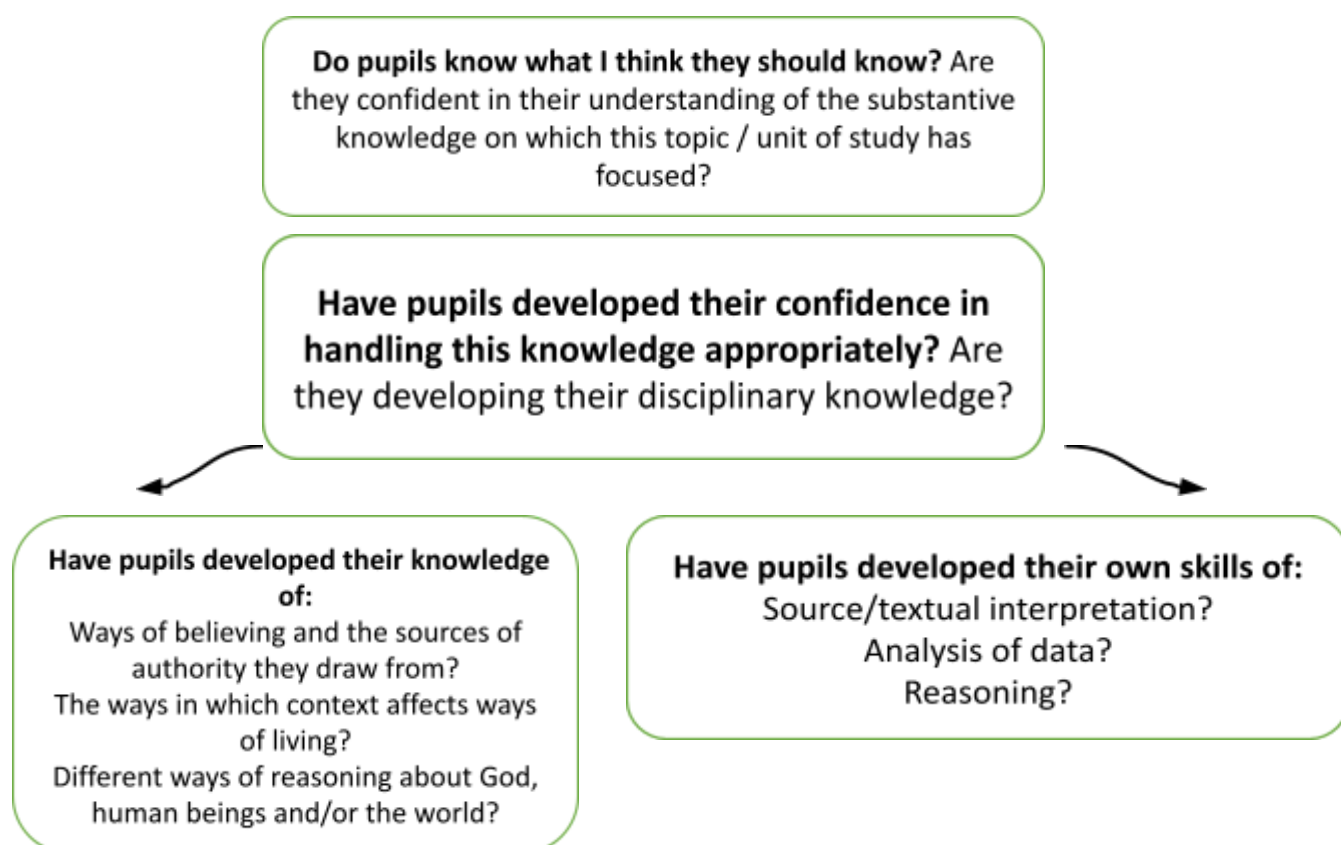 Do pupils know what I think they should know? Are
they confident in their understanding of the substantive
knowledge on which this topic / unit of study has
focused?
Have pupils developed their confidence in
handling this knowledge appropriately? Are
they developing their disciplinary knowledge?
Have pupils developed their knowledge
of:
Ways of believing and the sources of
authority they draw from?
The ways in which context affects ways
of living?
Different ways of reasoning about God,
human beings and/or the world?
Have pupils developed their own skills of:
Source/textual interpretation?
Analysis of data?
Reasoning?